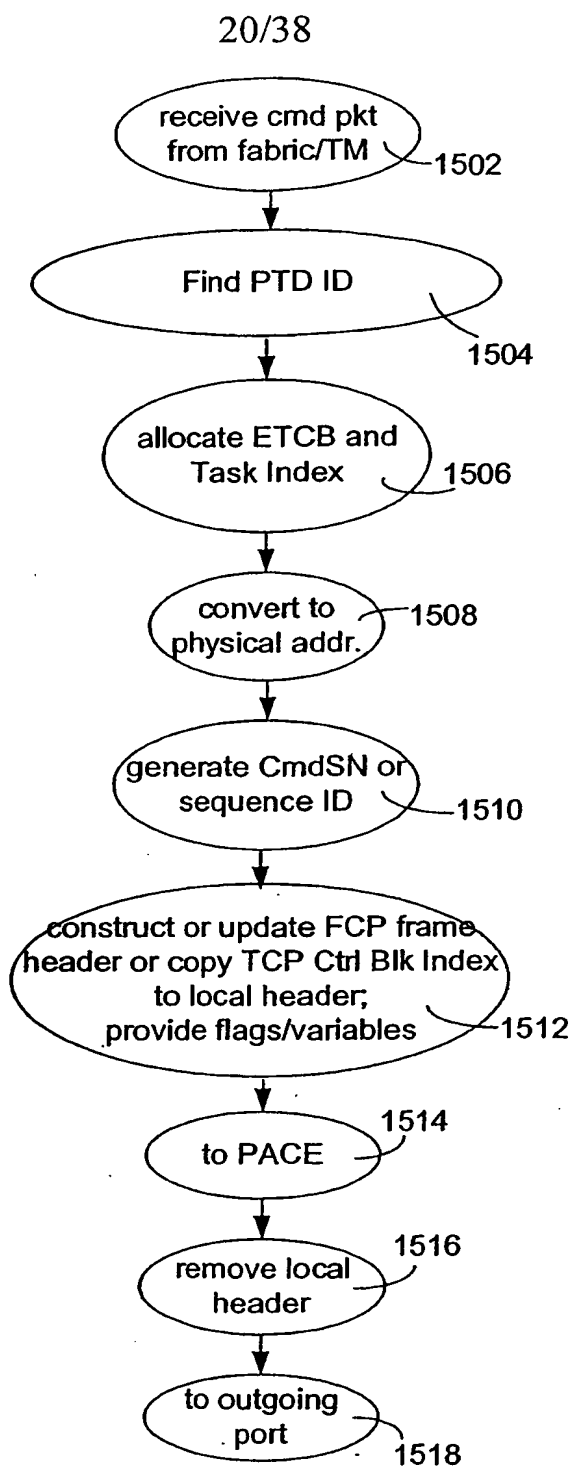 20/38
receive cmd pkt
from fabric/TM
1502
Find PTD ID
1504
allocate ETCB and
Task Index
1506
convert to
physical addr.
1508
generate CmdSN or
sequence ID
1510
construct or update FCP frame
header or copy TCP Ctrl Blk Index
to local header;
provide flags/variables
1512
to PACE
1514
remove local
header
1516
to outgoing
port
1518